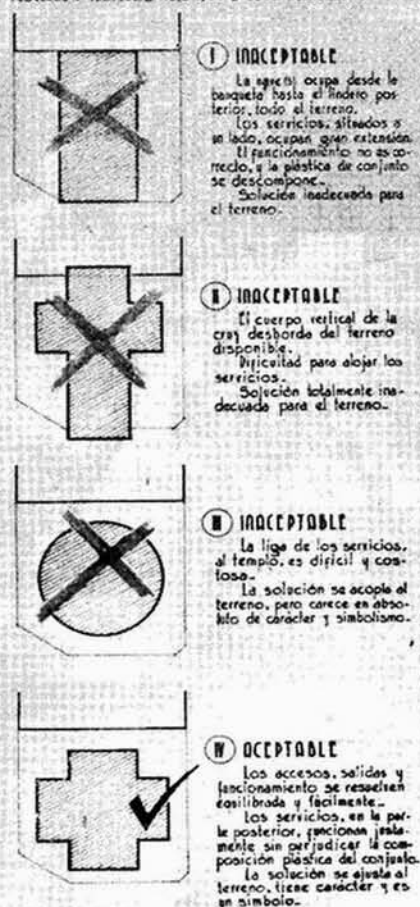 I INACEPTABLE
La nave(s) ocupa desde la
banqueta hasta el lindero pos-
terior, todo el terreno.
Los servicios, situados a
un lado, ocupan gran extensión.
El funcionamiento no es co-
rrecto, y la plástica de conjunto
se descompone.
Solución inadecuada para
el terreno.
II INACEPTABLE
El cuerpo vertical de la
cruz desborda del terreno
disponible.
Dificultad para alojar los
servicios.
Solución totalmente ina-
decuada para el terreno.
III INACEPTABLE
La liga de los servicios,
al templo, es difícil y cos-
tosa.
La solución se acopla al
terreno, pero carece en abso-
luto de carácter y simbolismo.
IV ACEPTABLE
Los accesos, salidas y
funcionamiento se resuelven
equilibrada y fácilmente.
Los servicios, en la par-
te posterior, funcionan justa-
mente sin perjudicar la com-
posición plástica del conjunto.
La solución se ajusta al
terreno, tiene carácter y es
un símbolo.